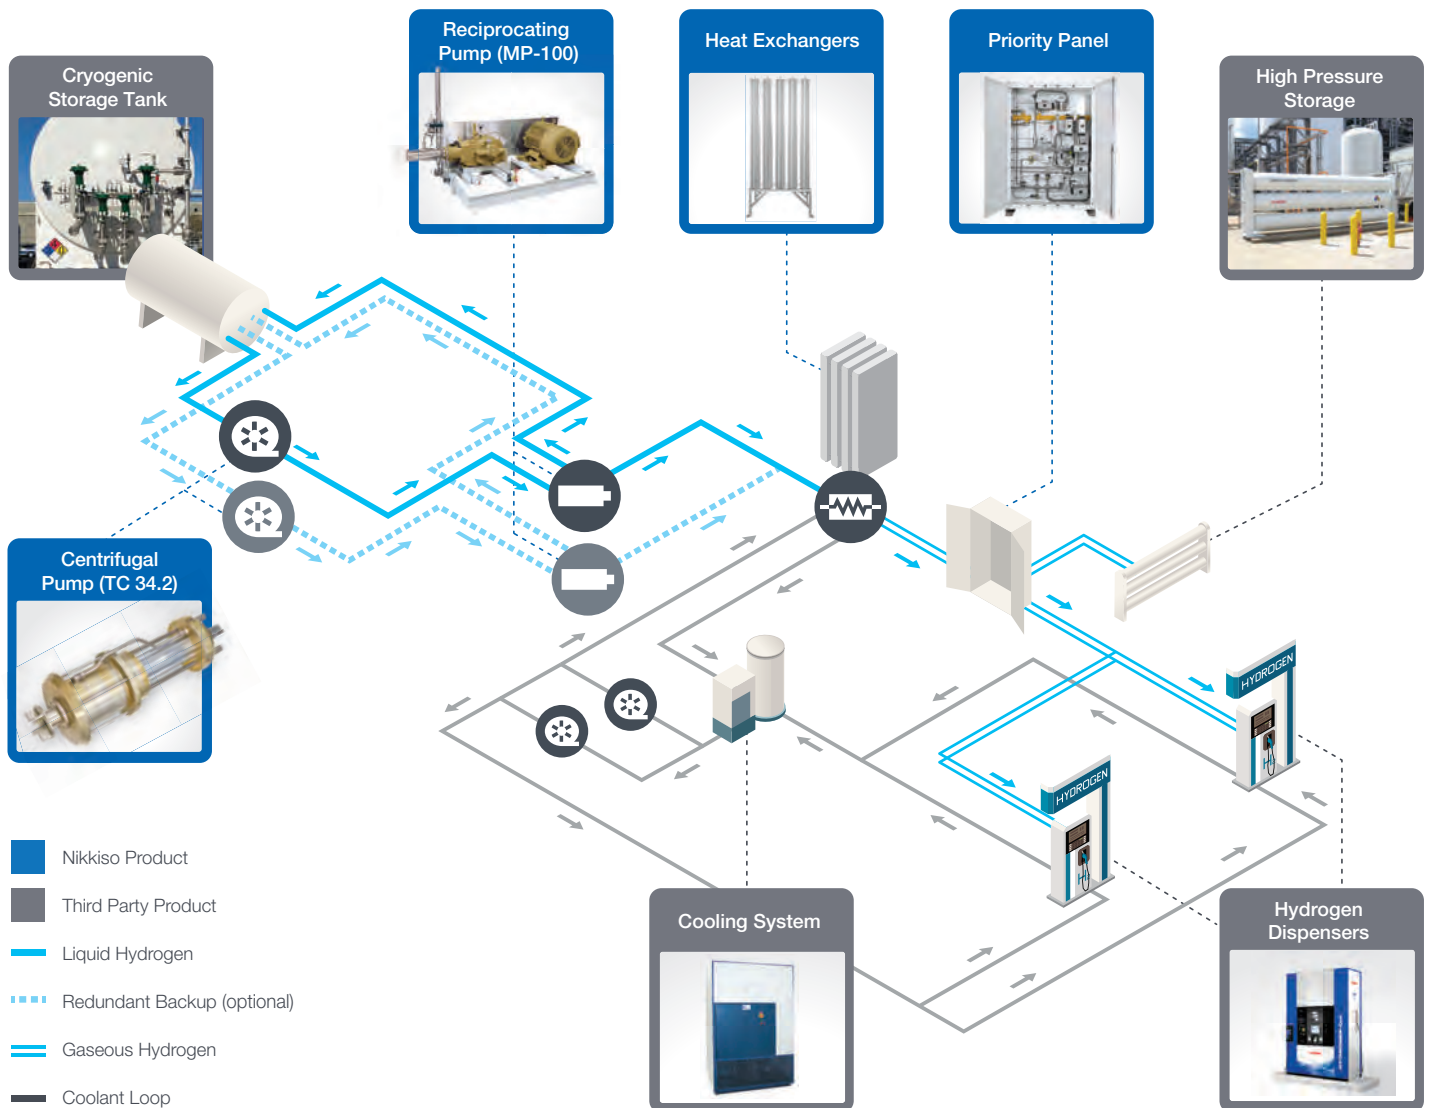 Reciprocating
Pump (MP-100)
Heat Exchangers
Priority Panel
Cryogenic
Storage Tank
High Pressure
Storage
Centrifugal
Pump (TC 34.2)
HYDROGEN
H
HYDROGEN
H
Nikkiso Product
Third Party Product
Liquid Hydrogen
Redundant Backup (optional)
Gaseous Hydrogen
Coolant Loop
Cooling System
Hydrogen
Dispensers